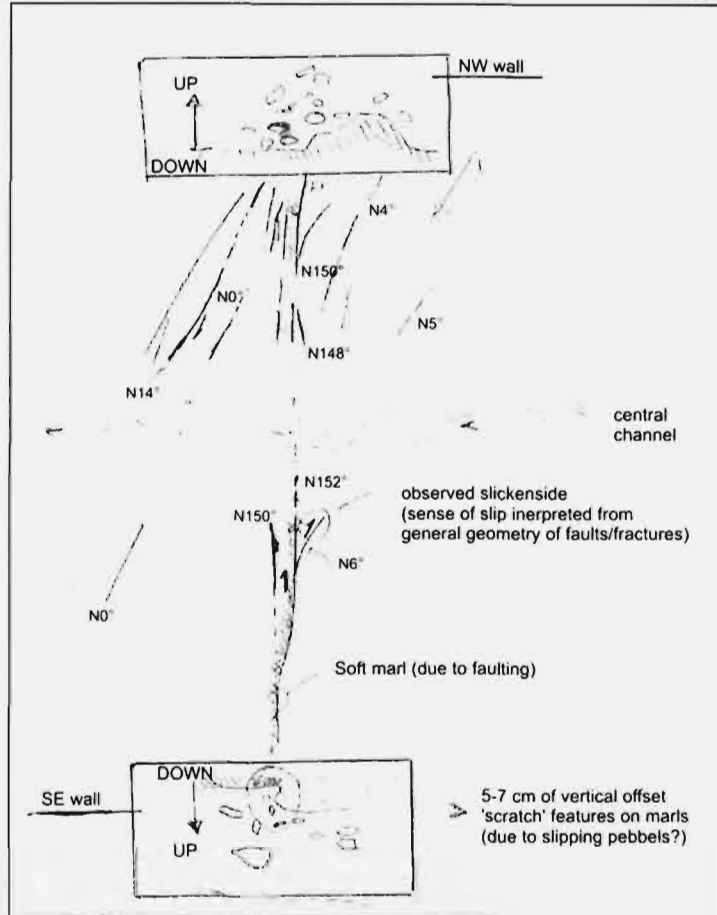 NW wall
UP
DOWN
N4°
N150°
N0°
N5°
N148°
N14°
central
channel
N152°
observed slickenside
(sense of slip inerpreted from
general geometry of faults/fractures)
N150°
N6°
N0°
Soft marl (due to faulting)
DOWN
SE wall
UP
5-7 cm of vertical offset
'scratch' features on marls
(due to slipping pebbels?)